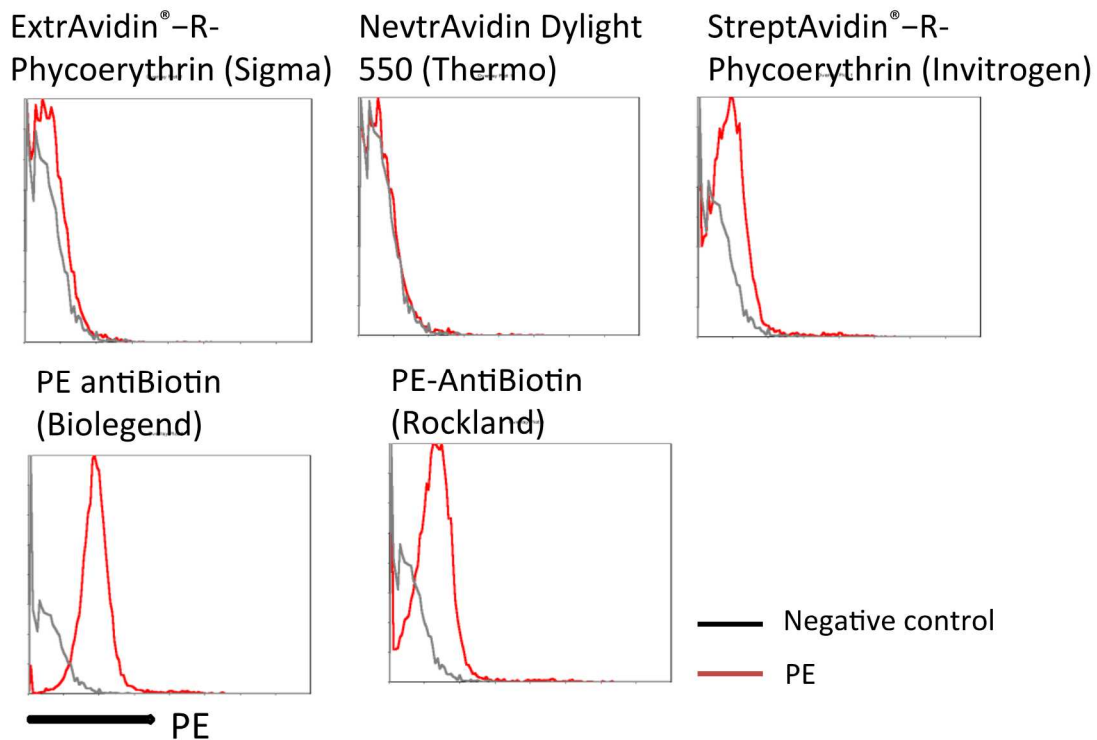 ExtrAvidin®–R-
Phycoerythrin (Sigma)
NevtrAvidin Dylight
550 (Thermo)
StreptAvidin®–R-
Phycoerythrin (Invitrogen)
PE antiBiotin
(Biolegend)
PE-AntiBiotin
(Rockland)
Negative control
PE
PE